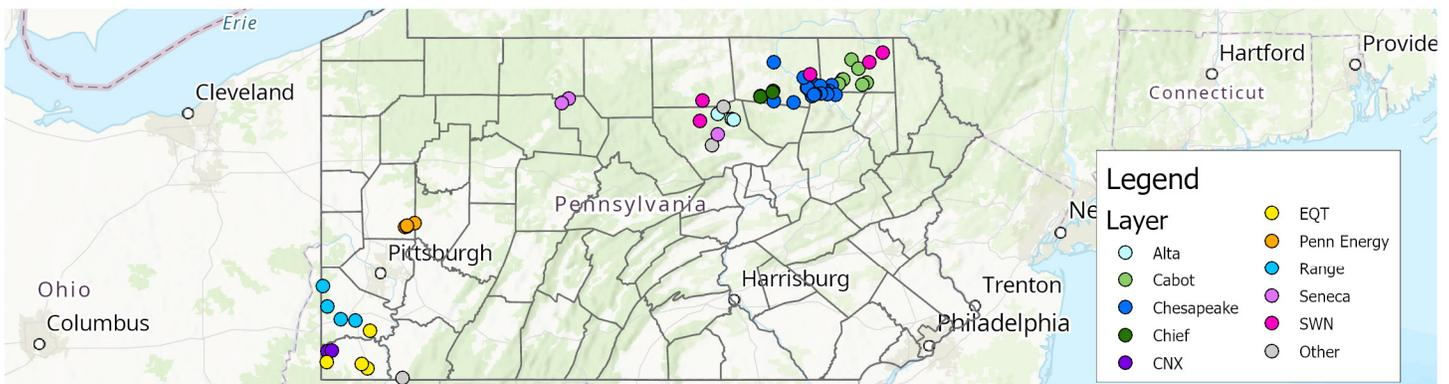 Erie
Cleveland
Hartford
Provide
Connecticut
Pennsylvania
Ne
Pittsburgh
Ohio
Columbus
Harrisburg
Trenton
Philadelphia
Legend
Layer
Alta
Cabot
Chesapeake
Chief
CNX
EQT
Penn Energy
Range
Seneca
SWN
Other